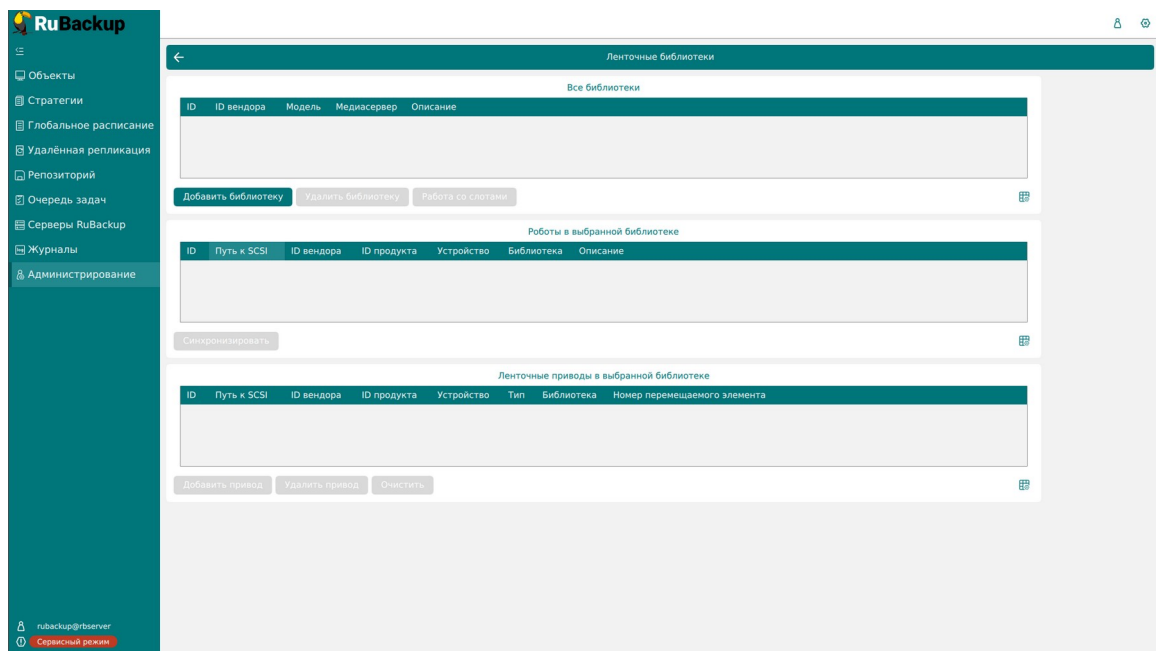 RuBackup
Объекты
Стратегии
Глобальное расписание
Удалённая репликация
Репозиторий
Очередь задач
Серверы RuBackup
Журналы
Администрирование
rubackup@rbserver
Сервисный режим
Ленточные библиотеки
Все библиотеки
ID ID вендора Модель Медиасервер Описание
Добавить библиотеку Удалить библиотеку Работа со слотами
Роботы в выбранной библиотеке
ID Путь к SCSI ID вендора ID продукта Устройство Библиотека Описание
Синхронизировать
Ленточные приводы в выбранной библиотеке
ID Путь к SCSI ID вендора ID продукта Устройство Тип Библиотека Номер перемещаемого элемента
Добавить привод Удалить привод Очистить